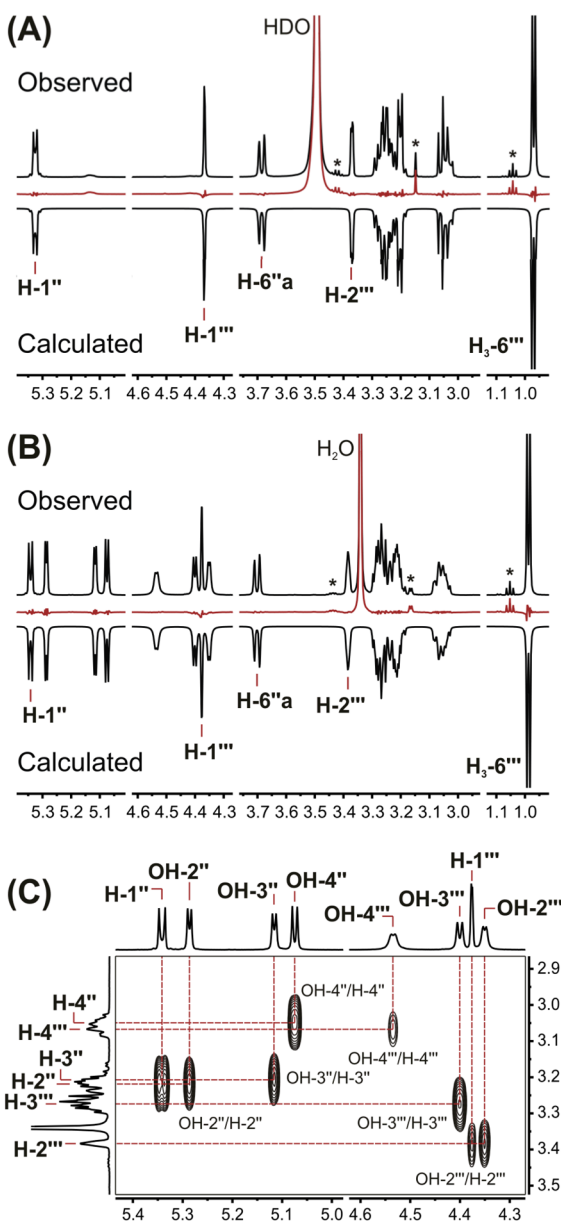 (A)
HDO
Observed
*
*
*
H-1''
H-6''a
H-2'''
H-1'''
H₃-6'''
Calculated
5.3 5.2 5.1 4.6 4.5 4.4 4.3 3.7 3.6 3.5 3.4 3.3 3.2 3.1 3.0 1.1 1.0
(B)
H₂O
Observed
*
*
*
H-1''
H-6''a
H-2'''
H-1'''
H₃-6'''
Calculated
5.3 5.2 5.1 4.6 4.5 4.4 4.3 3.7 3.6 3.5 3.4 3.3 3.2 3.1 3.0 1.1 1.0
(C)
H-1'''
OH-2''
H-1''
OH-3''
OH-4''
OH-3'''
OH-4'''
OH-2'''
2.9
H-4''
OH-4''/H-4''
3.0
H-4'''
3.1
OH-4'''/H-4'''
H-3''
OH-3''/H-3''
3.2
H-2''
H-3'''
OH-2''/H-2''
OH-3'''/H-3'''
3.3
H-2'''
3.4
OH-2'''/H-2'''
3.5
5.4 5.3 5.2 5.1 5.0 4.6 4.5 4.4 4.3